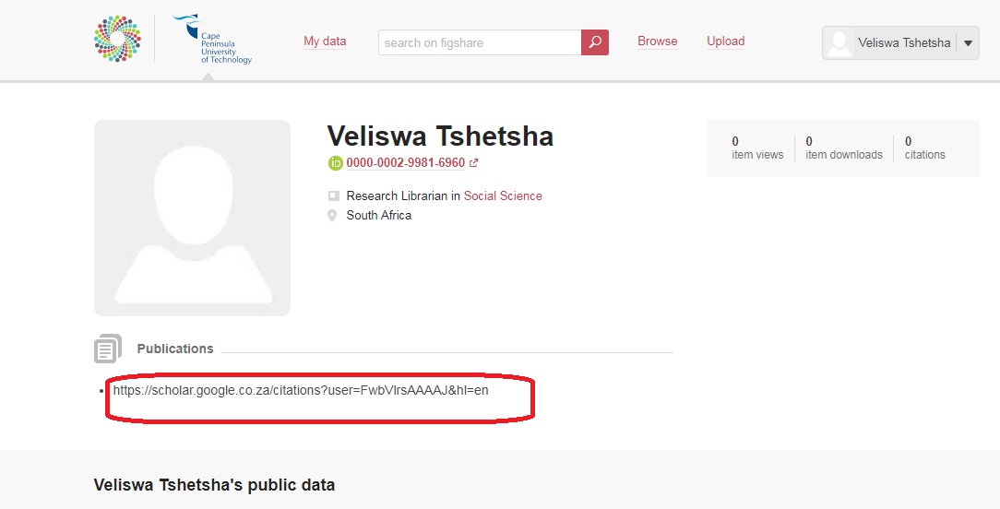 Cape
Peninsula
University
of Technology
My data
search on figshare
Browse
Upload
Veliswa Tshetsha
Veliswa Tshetsha
iD 0000-0002-9981-6960
Research Librarian in Social Science
South Africa
0 0 0
item views item downloads citations
Publications
https://scholar.google.co.za/citations?user=FwbVlrsAAAAJ&hl=en
Veliswa Tshetsha's public data